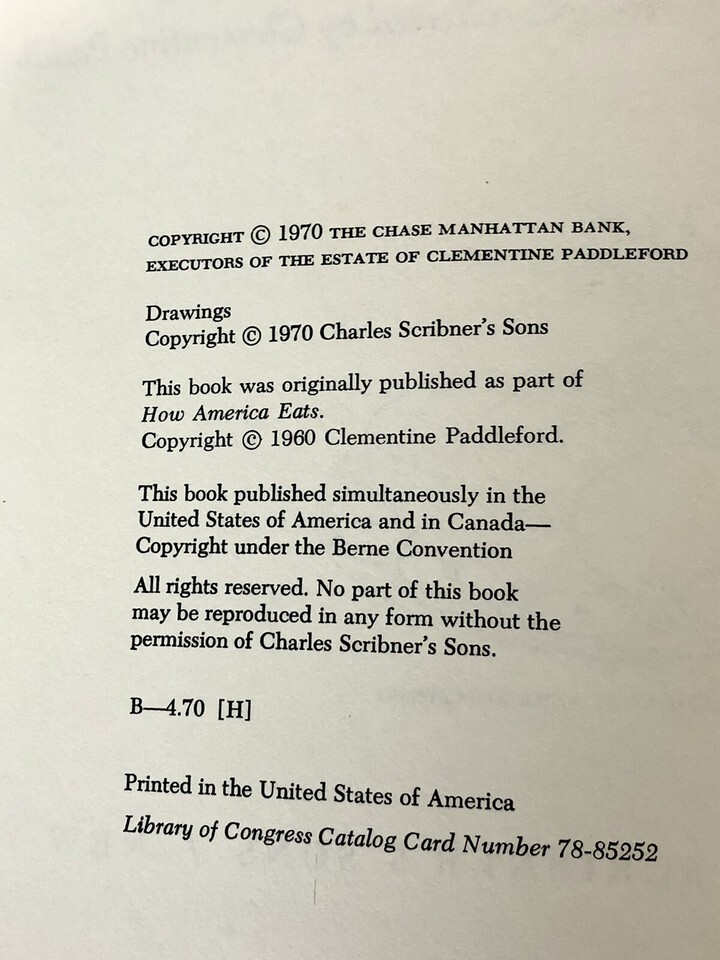 COPYRIGHT © 1970 THE CHASE MANHATTAN BANK,
EXECUTORS OF THE ESTATE OF CLEMENTINE PADDLEFORD
Drawings
Copyright © 1970 Charles Scribner's Sons
This book was originally published as part of
How America Eats.
Copyright © 1960 Clementine Paddleford.
This book published simultaneously in the
United States of America and in Canada—
Copyright under the Berne Convention
All rights reserved. No part of this book
may be reproduced in any form without the
permission of Charles Scribner's Sons.
B—4.70 [H]
Printed in the United States of America
Library of Congress Catalog Card Number 78-85252